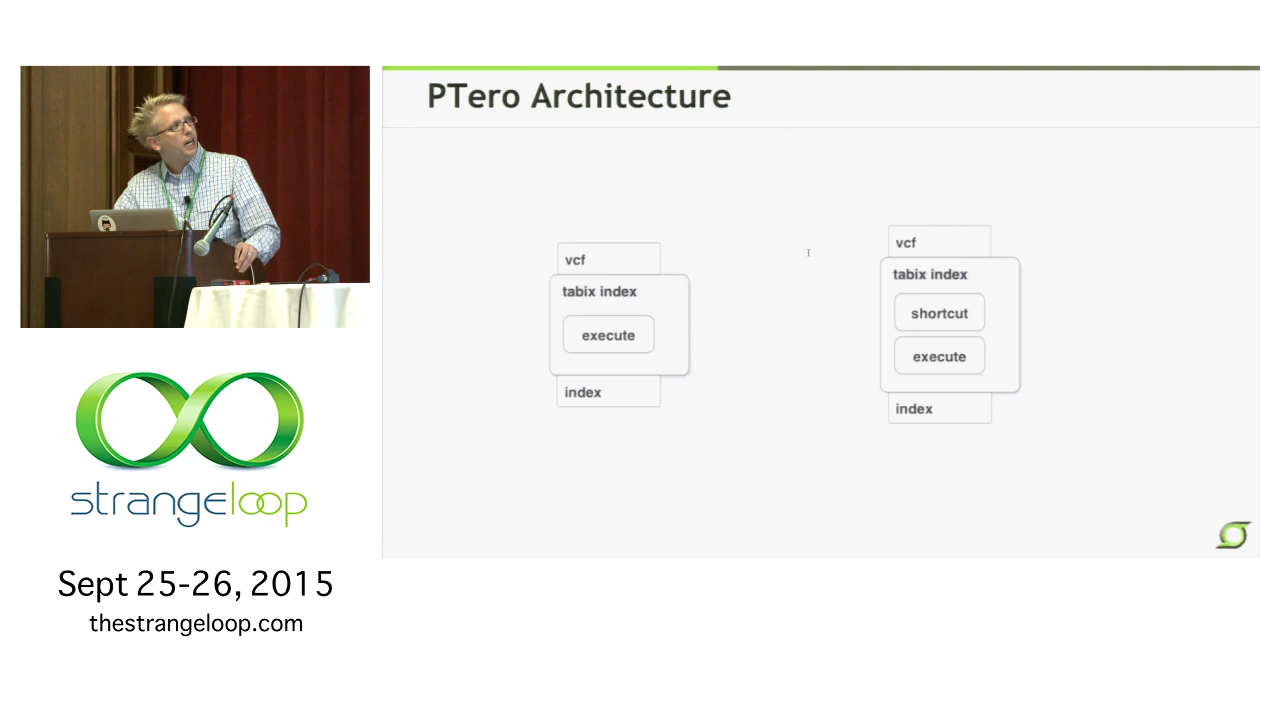 PTero Architecture
vcf
tabix index
execute
index
vcf
tabix index
shortcut
execute
index
strangeloop
Sept 25-26, 2015
thestrangeloop.com